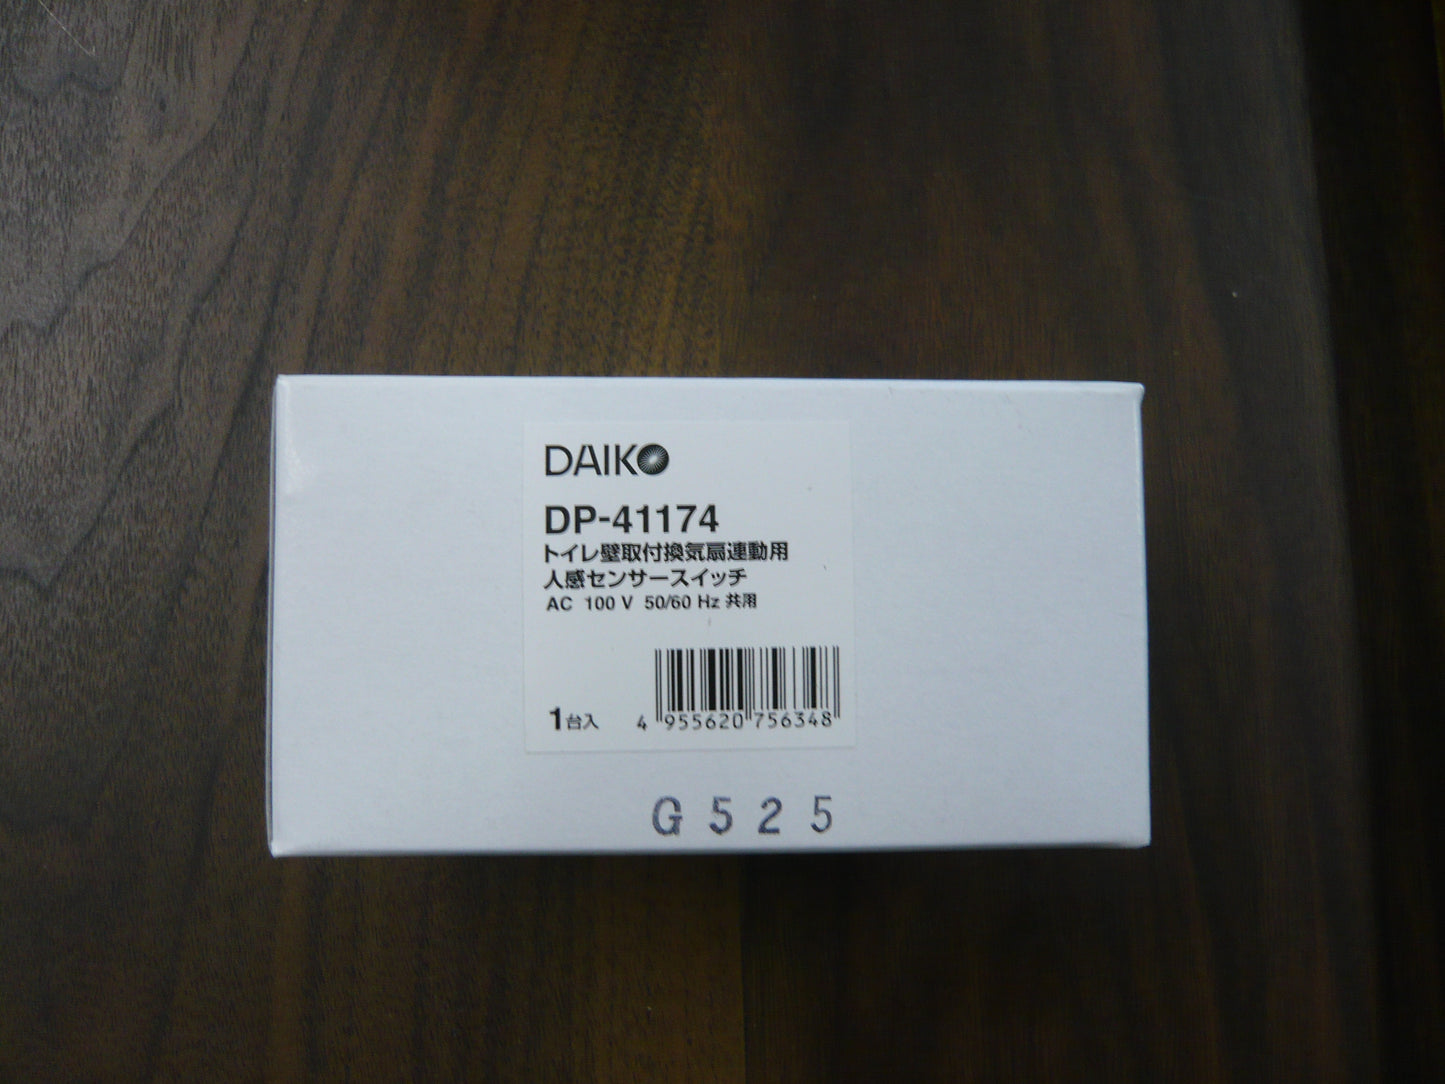 DAIKO
DP-41174
トイレ壁取付換気扇連動用
人感センサースイッチ
AC 100 V 50/60 Hz 共用
1台入
4 955620 756348
G525